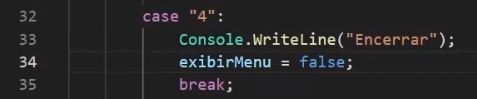 32 case "4":
33 Console.WriteLine("Encerrar");
34 exibirMenu = false;
35 break;